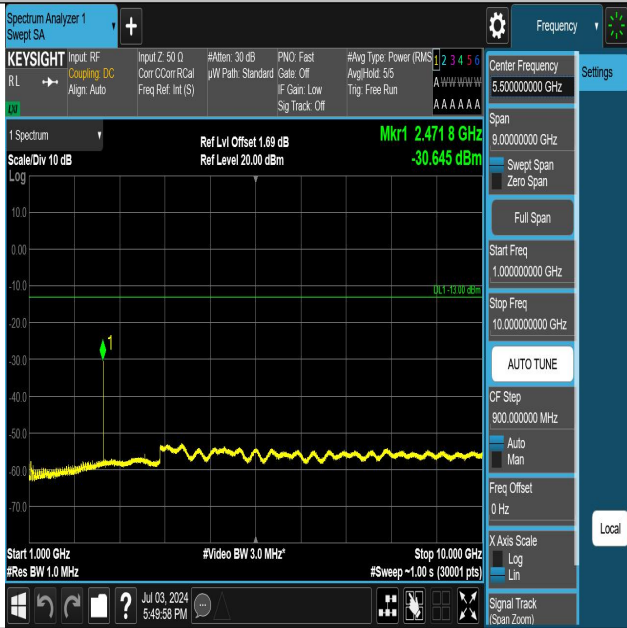 Spectrum Analyzer 1
Swept SA
+
Frequency
KEYSIGHT
RL
LXI
Input: RF
Coupling: DC
Align: Auto
Input Z: 50 Ω
Corr CCorr RCal
Freq Ref: Int (S)
#Atten: 30 dB
µW Path: Standard
PNO: Fast
Gate: Off
IF Gain: Low
Sig Track: Off
#Avg Type: Power (RMS
Avg|Hold: 5/5
Trig: Free Run
1 2 3 4 5 6
A W W W W W
A A A A A A
1 Spectrum
Scale/Div 10 dB
Log
Ref Lvl Offset 1.69 dB
Ref Level 20.00 dBm
Mkr1 2.471 8 GHz
-30.645 dBm
10.0
0.00
-10.0
DL1 -13.00 dBm
-20.0
1
-30.0
-40.0
-50.0
-60.0
-70.0
Start 1.000 GHz
#Video BW 3.0 MHz*
Stop 10.000 GHz
#Res BW 1.0 MHz
#Sweep ~1.00 s (30001 pts)
Jul 03, 2024
5:49:58 PM
Center Frequency
5.500000000 GHz
Settings
Span
9.00000000 GHz
Swept Span
Zero Span
Full Span
Start Freq
1.000000000 GHz
Stop Freq
10.000000000 GHz
AUTO TUNE
CF Step
900.000000 MHz
Auto
Man
Freq Offset
0 Hz
X Axis Scale
Log
Lin
Local
Signal Track
(Span Zoom)